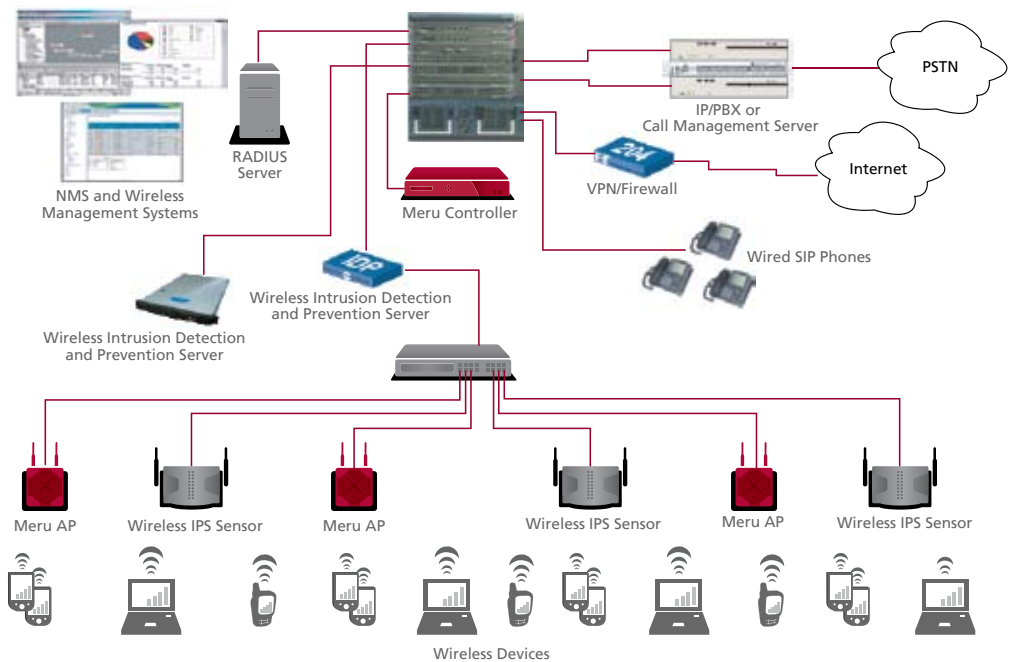 PSTN
IP/PBX or
Call Management Server
RADIUS
Server
204
VPN/Firewall
Internet
NMS and Wireless
Management Systems
Meru Controller
Wired SIP Phones
IDP
Wireless Intrusion Detection
and Prevention Server
Wireless Intrusion Detection
and Prevention Server
Meru AP
Wireless IPS Sensor
Meru AP
Wireless IPS Sensor
Meru AP
Wireless IPS Sensor
Wireless Devices